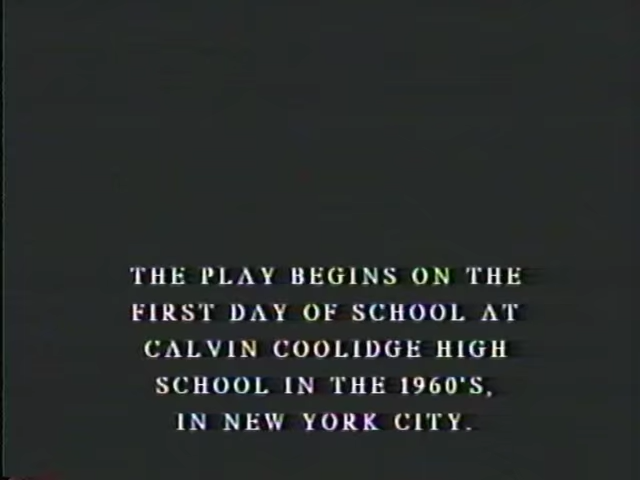 THE PLAY BEGINS ON THE
FIRST DAY OF SCHOOL AT
CALVIN COOLIDGE HIGH
SCHOOL IN THE 1960'S,
IN NEW YORK CITY.